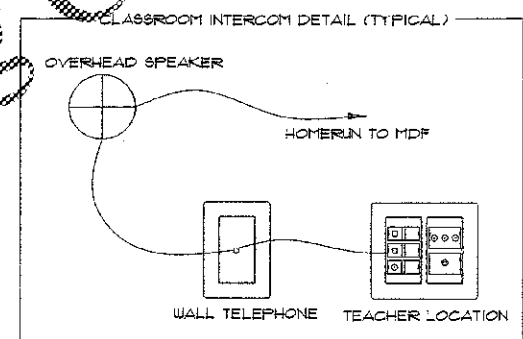 CLASSROOM INTERCOM DETAIL (TYPICAL)
OVERHEAD SPEAKER
HOMERUN TO MDF
WALL TELEPHONE
TEACHER LOCATION